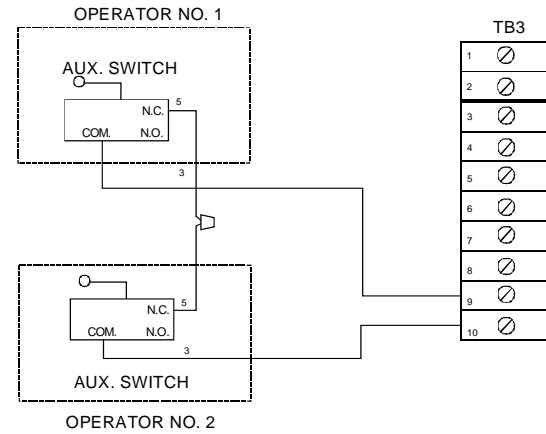 OPERATOR NO. 1
AUX. SWITCH
5
N.C.
COM. N.O.
3
N.C. 5
COM. N.O.
3
AUX. SWITCH
OPERATOR NO. 2
TB3
1
2
3
4
5
6
7
8
9
10